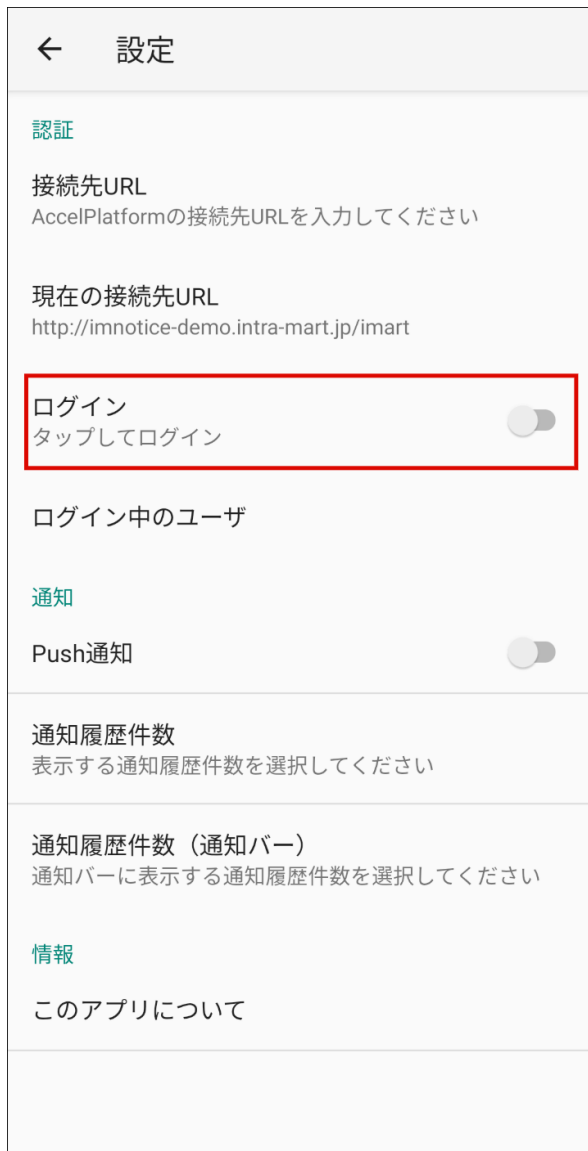 設定
認証
接続先URL
AccelPlatformの接続先URLを入力してください
現在の接続先URL
http://imnotice-demo.intra-mart.jp/imart
ログイン
タップしてログイン
ログイン中のユーザ
通知
Push通知
通知履歴件数
表示する通知履歴件数を選択してください
通知履歴件数（通知バー）
通知バーに表示する通知履歴件数を選択してください
情報
このアプリについて